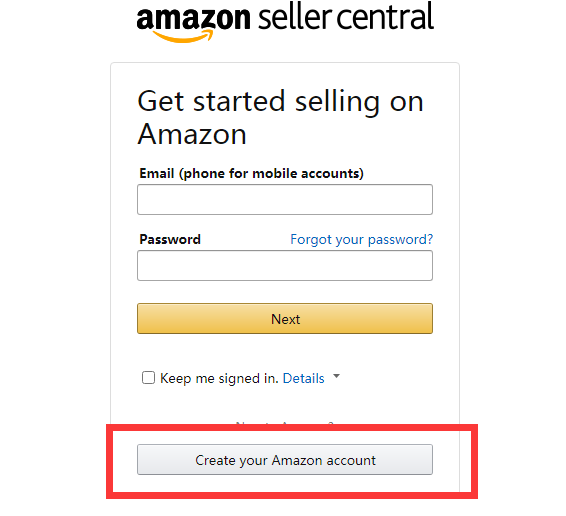 amazon seller central
Get started selling on
Amazon
Email (phone for mobile accounts)
Password Forgot your password?
Next
Keep me signed in. Details
Create your Amazon account